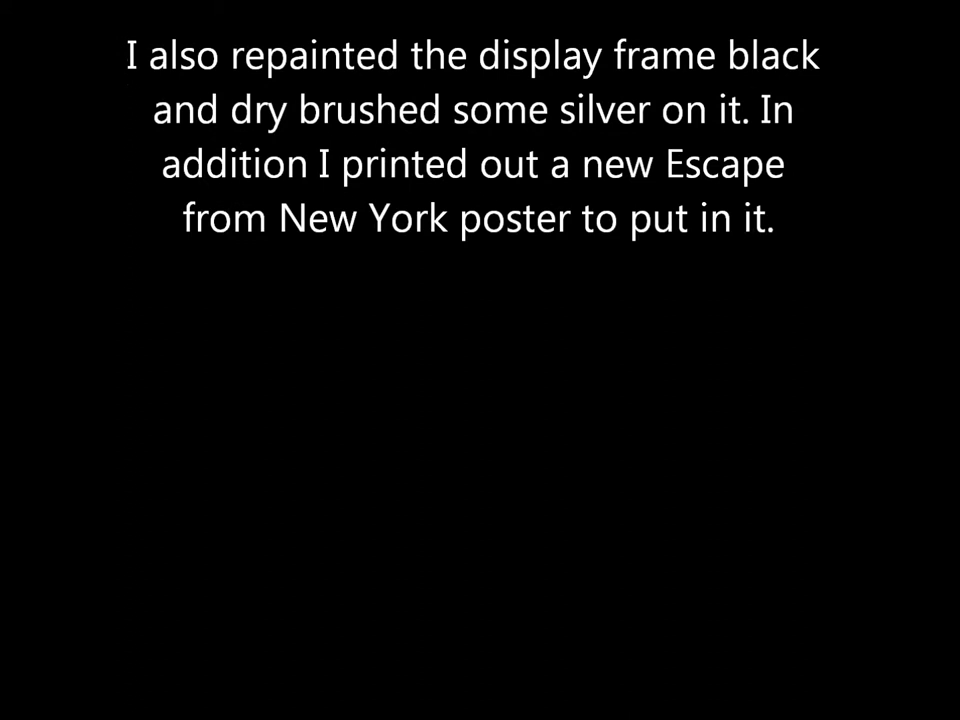 I also repainted the display frame black
and dry brushed some silver on it. In
addition I printed out a new Escape
from New York poster to put in it.